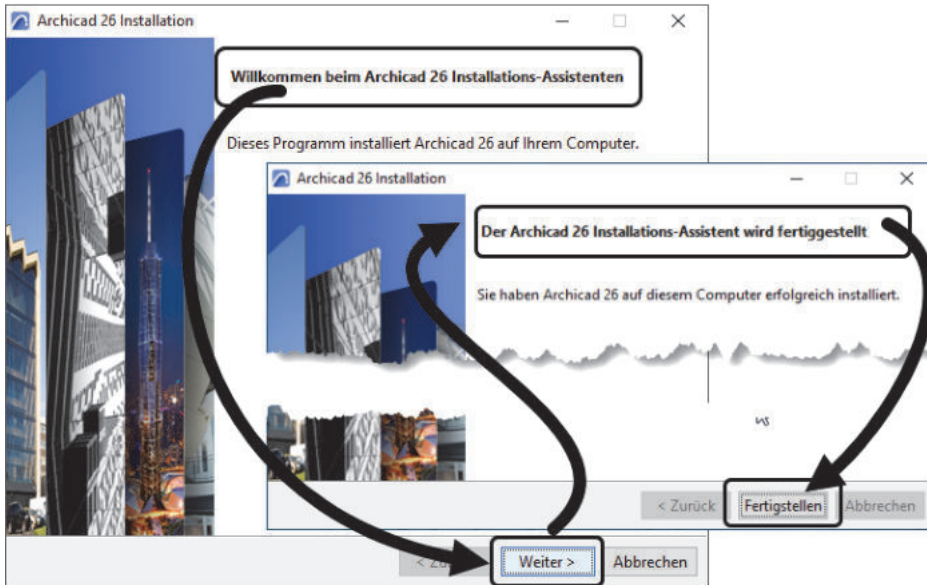 Archicad 26 Installation
Willkommen beim Archicad 26 Installations-Assistenten
Dieses Programm installiert Archicad 26 auf Ihrem Computer.
Archicad 26 Installation
Der Archicad 26 Installations-Assistent wird fertiggestellt
Sie haben Archicad 26 auf diesem Computer erfolgreich installiert.
< Zurück Fertigstellen Abbrechen
Weiter > Abbrechen